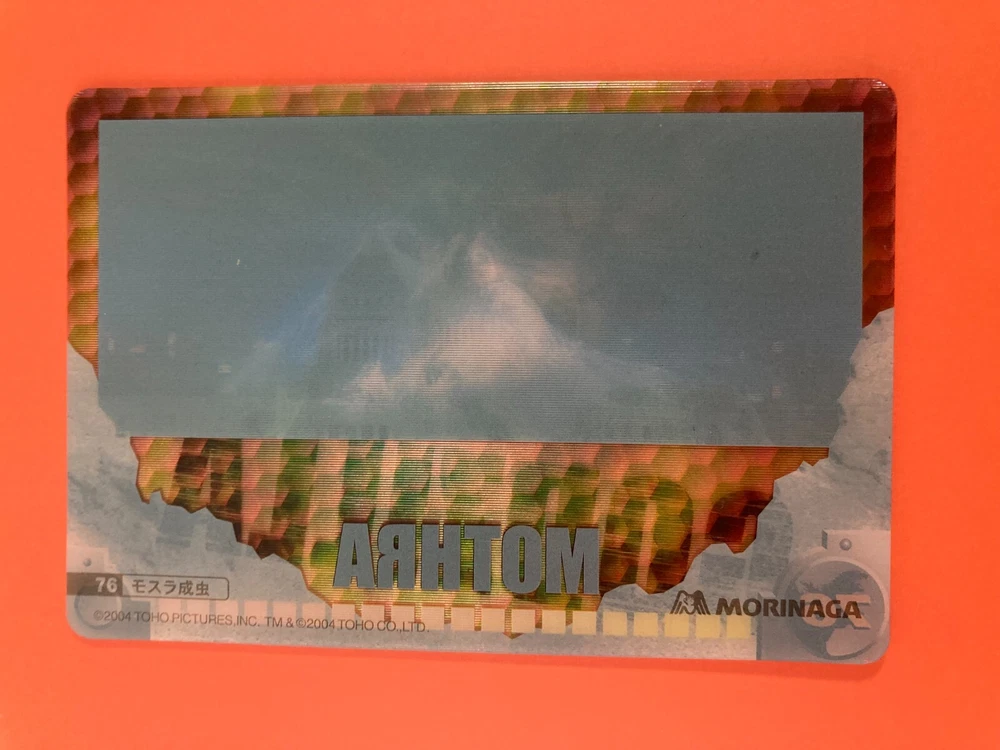 MOTHRA
76 モスラ成虫
MORINAGA
©2004 TOHO PICTURES,INC. TM & ©2004 TOHO CO.,LTD.